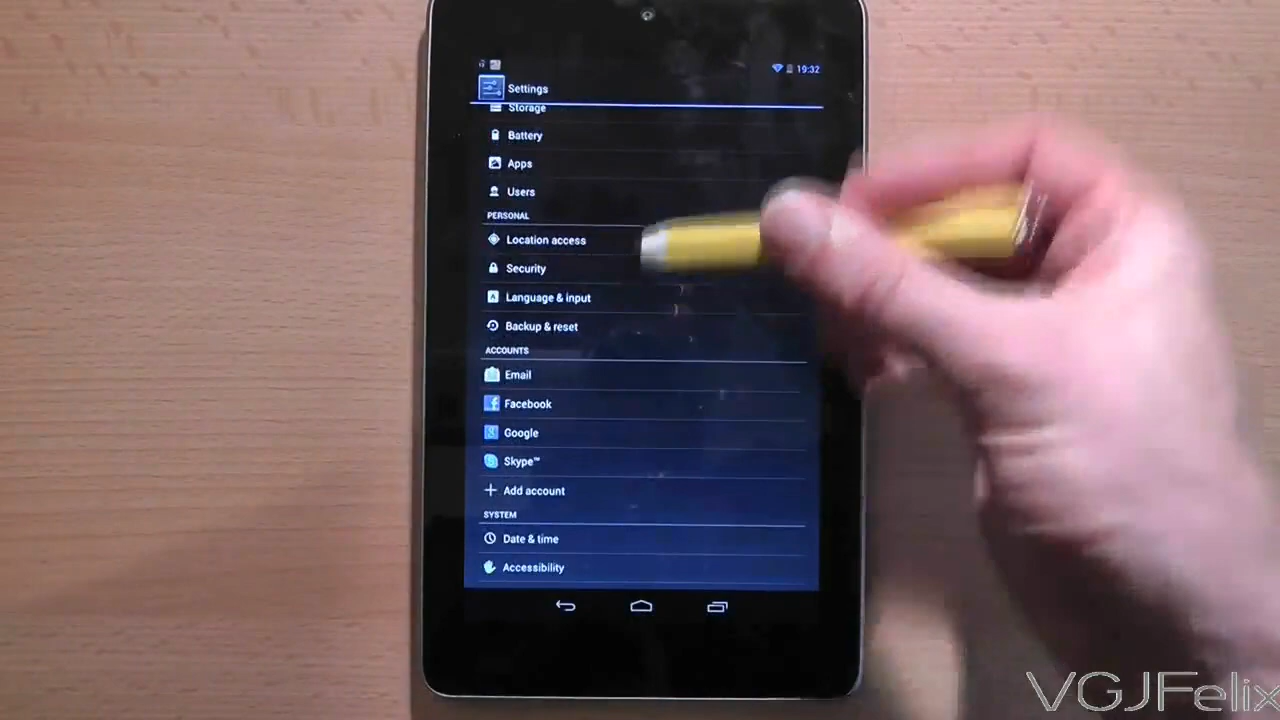 19:32
Settings
Storage
Battery
Apps
Users
PERSONAL
Location access
Security
Language & input
Backup & reset
ACCOUNTS
Email
Facebook
Google
Skype™
Add account
SYSTEM
Date & time
Accessibility
VGJFelix